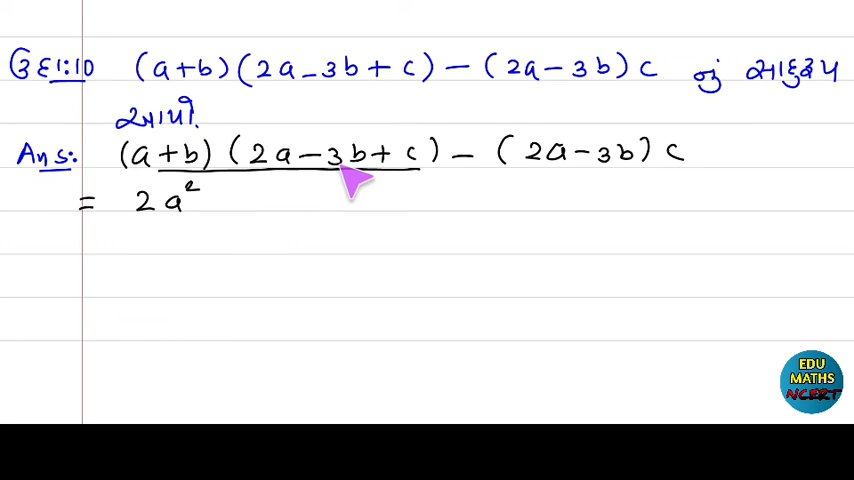 ઉદા:10 (a+b)(2a-3b+c)-(2a-3b)c નું સાદુંરૂપ
આપો.
Ans: (a+b)(2a-3b+c)-(2a-3b)c
= 2a²
EDU
MATHS
NCERT